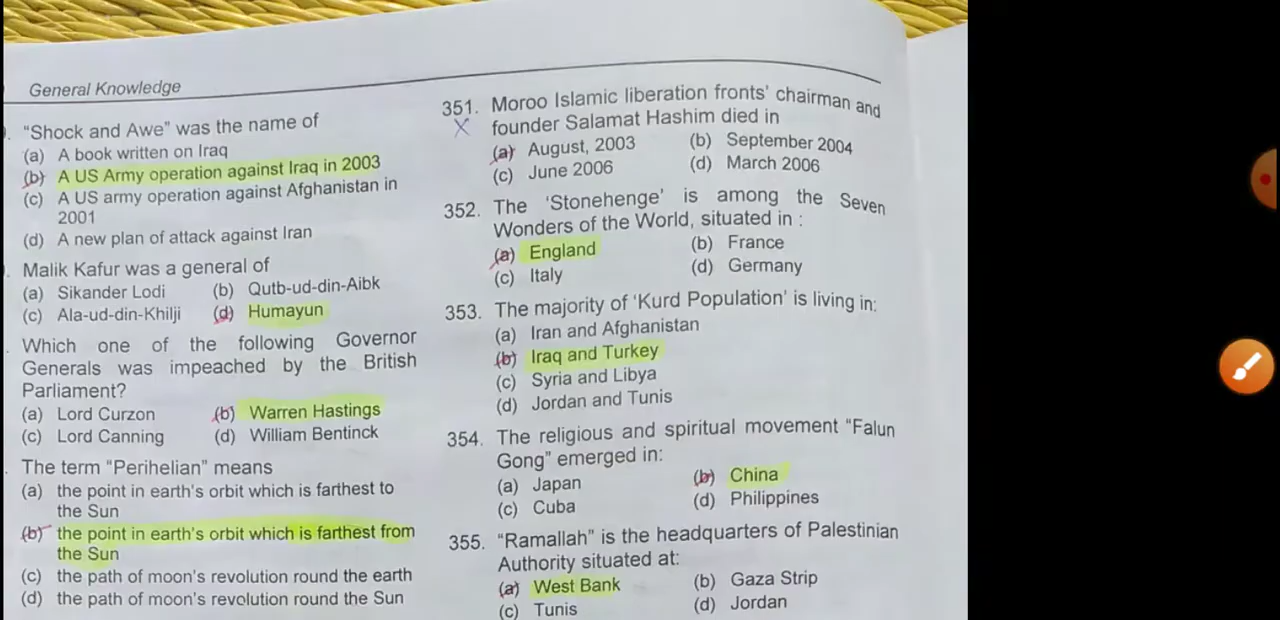 General Knowledge
"Shock and Awe" was the name of
(a) A book written on Iraq
(b) A US Army operation against Iraq in 2003
(c) A US army operation against Afghanistan in
2001
(d) A new plan of attack against Iran
Malik Kafur was a general of
(a) Sikander Lodi (b) Qutb-ud-din-Aibk
(c) Ala-ud-din-Khilji (d) Humayun
Which one of the following Governor
Generals was impeached by the British
Parliament?
(a) Lord Curzon (b) Warren Hastings
(c) Lord Canning (d) William Bentinck
The term "Perihelian" means
(a) the point in earth's orbit which is farthest to
the Sun
(b) the point in earth's orbit which is farthest from
the Sun
(c) the path of moon's revolution round the earth
(d) the path of moon's revolution round the Sun
351. Moroo Islamic liberation fronts' chairman and
X founder Salamat Hashim died in
(a) August, 2003 (b) September 2004
(c) June 2006 (d) March 2006
352. The 'Stonehenge' is among the Seven
Wonders of the World, situated in :
(a) England (b) France
(c) Italy (d) Germany
353. The majority of 'Kurd Population' is living in:
(a) Iran and Afghanistan
(b) Iraq and Turkey
(c) Syria and Libya
(d) Jordan and Tunis
354. The religious and spiritual movement "Falun
Gong" emerged in:
(a) Japan (b) China
(c) Cuba (d) Philippines
355. "Ramallah" is the headquarters of Palestinian
Authority situated at:
(a) West Bank (b) Gaza Strip
(c) Tunis (d) Jordan